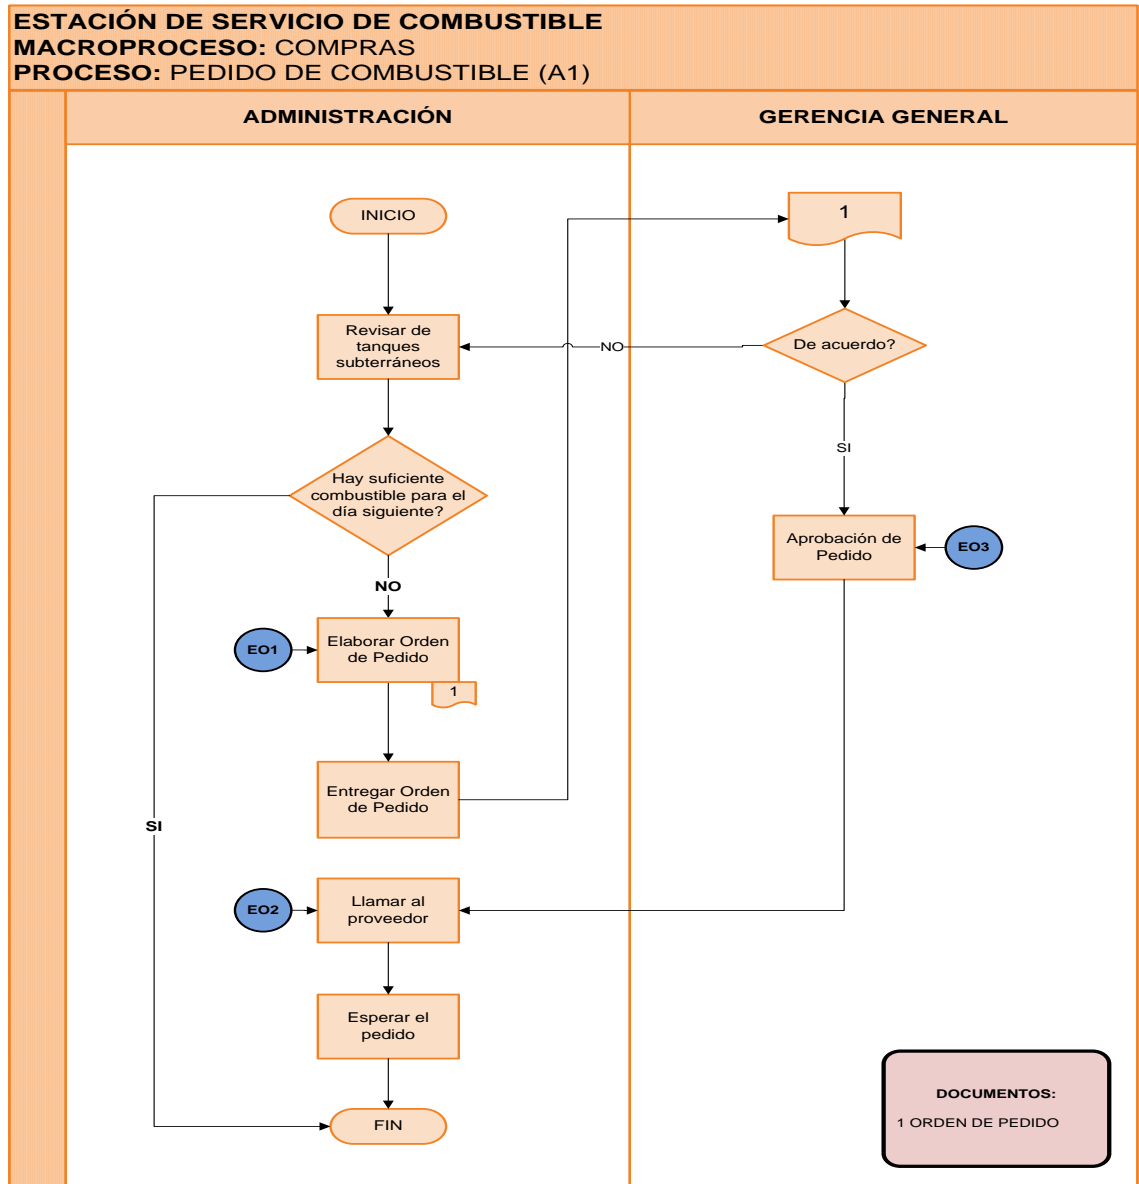 ESTACIÓN DE SERVICIO DE COMBUSTIBLE
MACROPROCESO: COMPRAS
PROCESO: PEDIDO DE COMBUSTIBLE (A1)
ADMINISTRACIÓN
GERENCIA GENERAL
INICIO
1
Revisar de
tanques
subterráneos
NO
De acuerdo?
Hay suficiente
combustible para el
día siguiente?
SI
NO
Aprobación de
Pedido
EO3
EO1
Elaborar Orden
de Pedido
1
Entregar Orden
de Pedido
SI
EO2
Llamar al
proveedor
Esperar el
pedido
FIN
DOCUMENTOS:
1 ORDEN DE PEDIDO